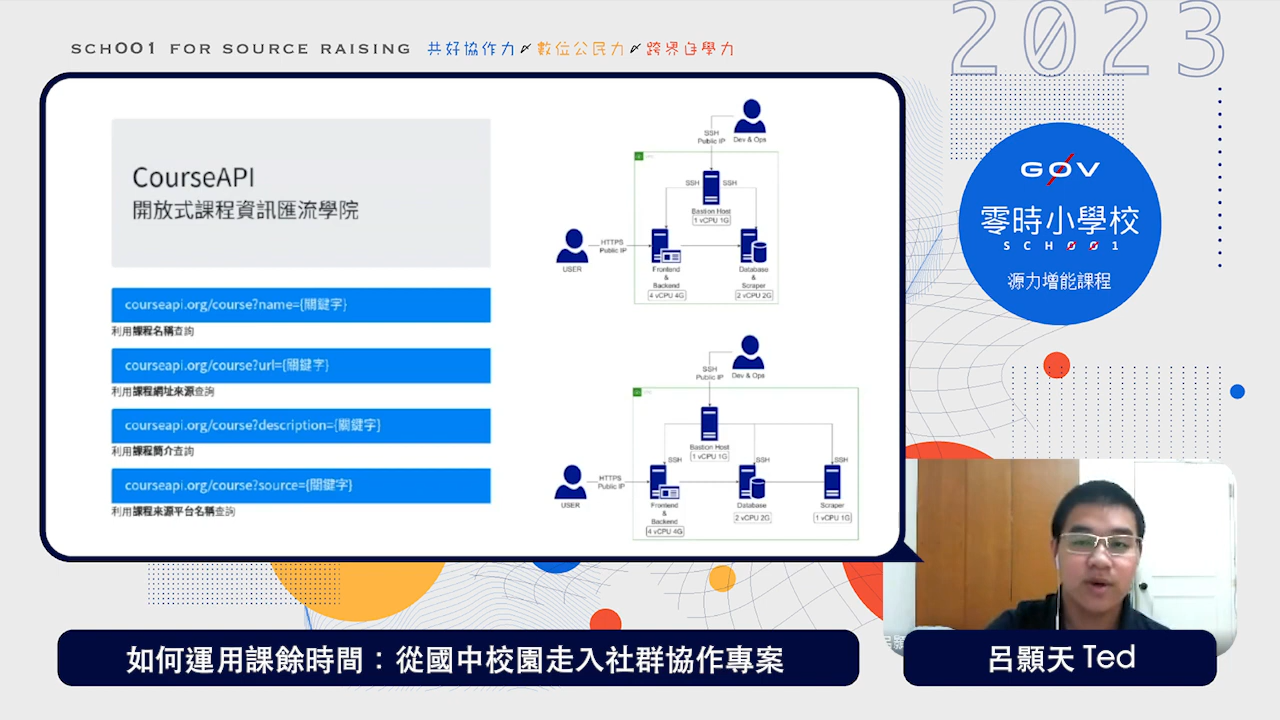 SCH001 FOR SOURCE RAISING 共好協作力 數位公民力 跨界自學力
2023
G0V
零時小學校
SCH001
源力增能課程
CourseAPI
開放式課程資訊匯流學院
courseapi.org/course?name={關鍵字}
利用課程名稱查詢
courseapi.org/course?url={關鍵字}
利用課程網址來源查詢
courseapi.org/course?description={關鍵字}
利用課程簡介查詢
courseapi.org/course?source={關鍵字}
利用課程來源平台名稱查詢
SSH
Public IP
Dev & Ops
SSH
SSH
Bastion Host
1 vCPU 1G
USER
HTTPS
Public IP
Frontend
&
Backend
4 vCPU 4G
Database
&
Scraper
2 vCPU 2G
SSH
Public IP
Dev & Ops
Bastion Host
1 vCPU 1G
SSH
SSH
SSH
USER
HTTPS
Public IP
Frontend
&
Backend
4 vCPU 4G
Database
2 vCPU 2G
Scraper
1 vCPU 1G
如何運用課餘時間：從國中校園走入社群協作專案
呂顥天 Ted